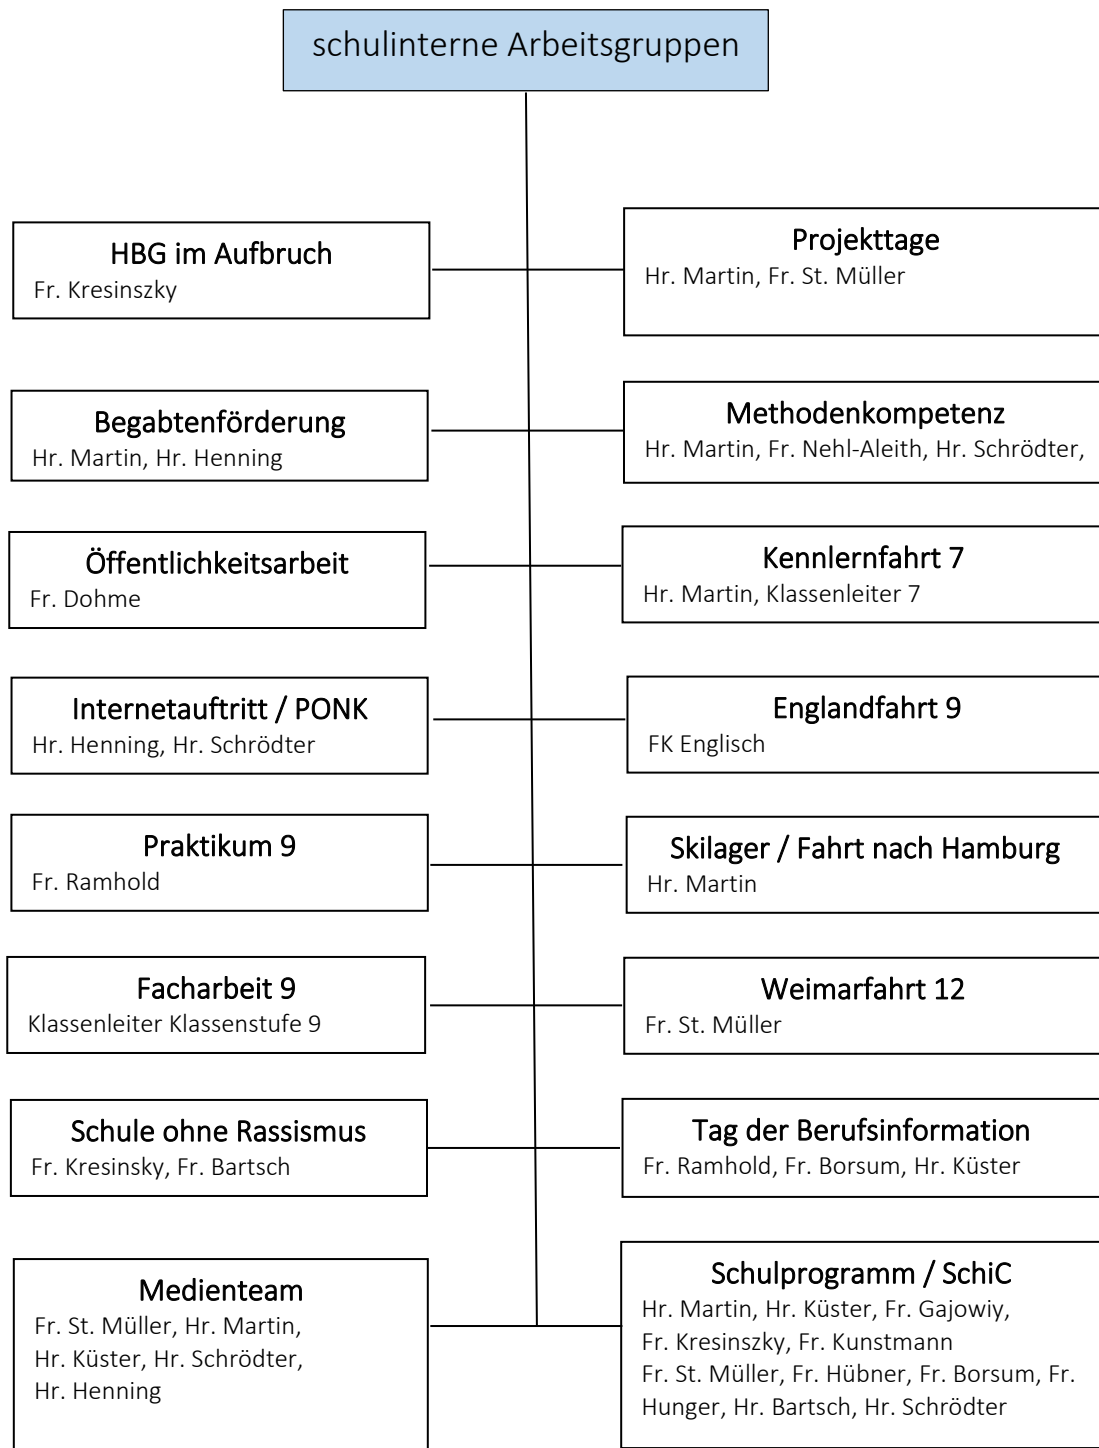 schulinterne Arbeitsgruppen
HBG im Aufbruch
Fr. Kresinszky
Projekttage
Hr. Martin, Fr. St. Müller
Begabtenförderung
Hr. Martin, Hr. Henning
Methodenkompetenz
Hr. Martin, Fr. Nehl-Aleith, Hr. Schrödter,
Öffentlichkeitsarbeit
Fr. Dohme
Kennlernfahrt 7
Hr. Martin, Klassenleiter 7
Internetauftritt / PONK
Hr. Henning, Hr. Schrödter
Englandfahrt 9
FK Englisch
Praktikum 9
Fr. Ramhold
Skilager / Fahrt nach Hamburg
Hr. Martin
Facharbeit 9
Klassenleiter Klassenstufe 9
Weimarfahrt 12
Fr. St. Müller
Schule ohne Rassismus
Fr. Kresinsky, Fr. Bartsch
Tag der Berufsinformation
Fr. Ramhold, Fr. Borsum, Hr. Küster
Medienteam
Fr. St. Müller, Hr. Martin,
Hr. Küster, Hr. Schrödter,
Hr. Henning
Schulprogramm / SchiC
Hr. Martin, Hr. Küster, Fr. Gajowiy,
Fr. Kresinszky, Fr. Kunstmann
Fr. St. Müller, Fr. Hübner, Fr. Borsum, Fr.
Hunger, Hr. Bartsch, Hr. Schrödter